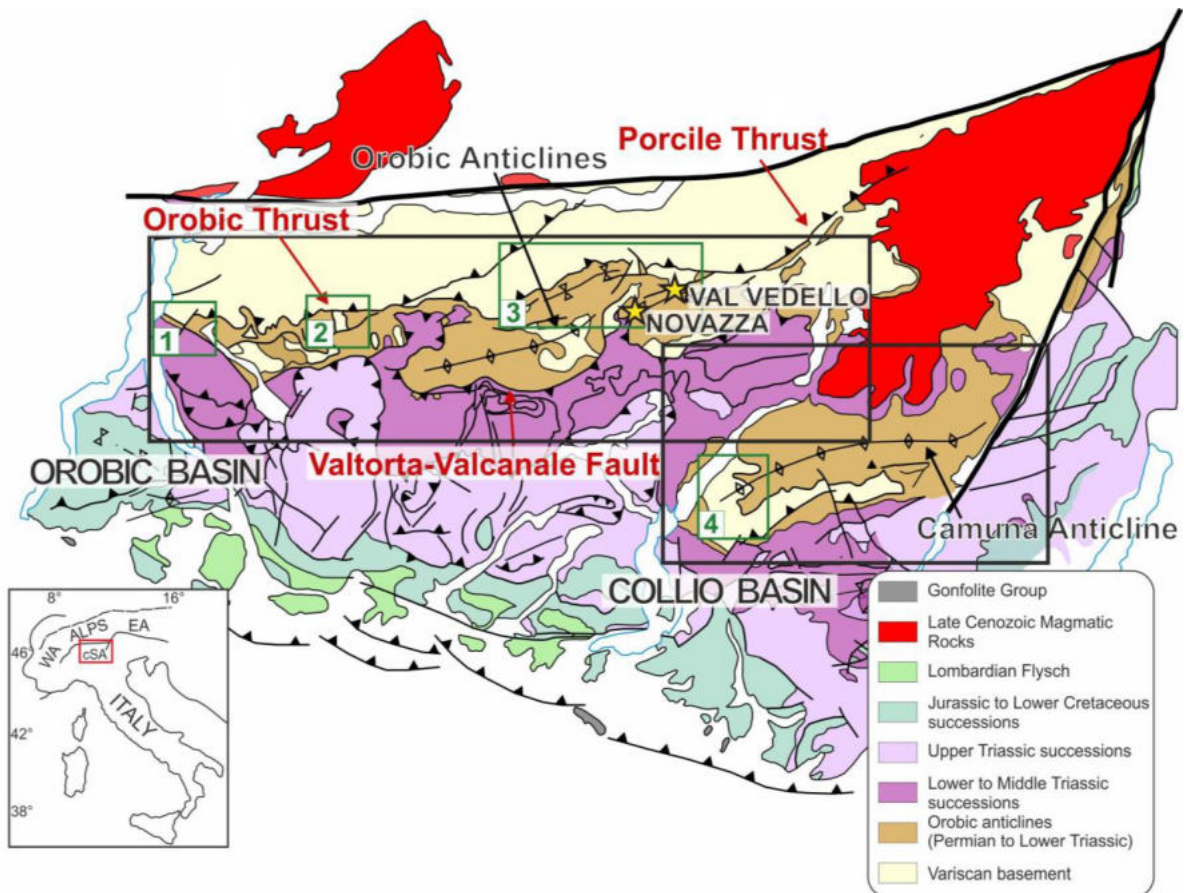 Porcile Thrust
Orobic Anticlines
Orobic Thrust
3
VAL VEDELLO
NOVAZZA
1
2
OROBIC BASIN
Valtorta-Valcanale Fault
4
Camuna Anticline
COLLIO BASIN
8°
16°
46°
WA
ALPS
EA
cSA
ITALY
42°
38°
Gonfolite Group
Late Cenozoic Magmatic
Rocks
Lombardian Flysch
Jurassic to Lower Cretaceous
successions
Upper Triassic successions
Lower to Middle Triassic
successions
Orobic anticlines
(Permian to Lower Triassic)
Variscan basement